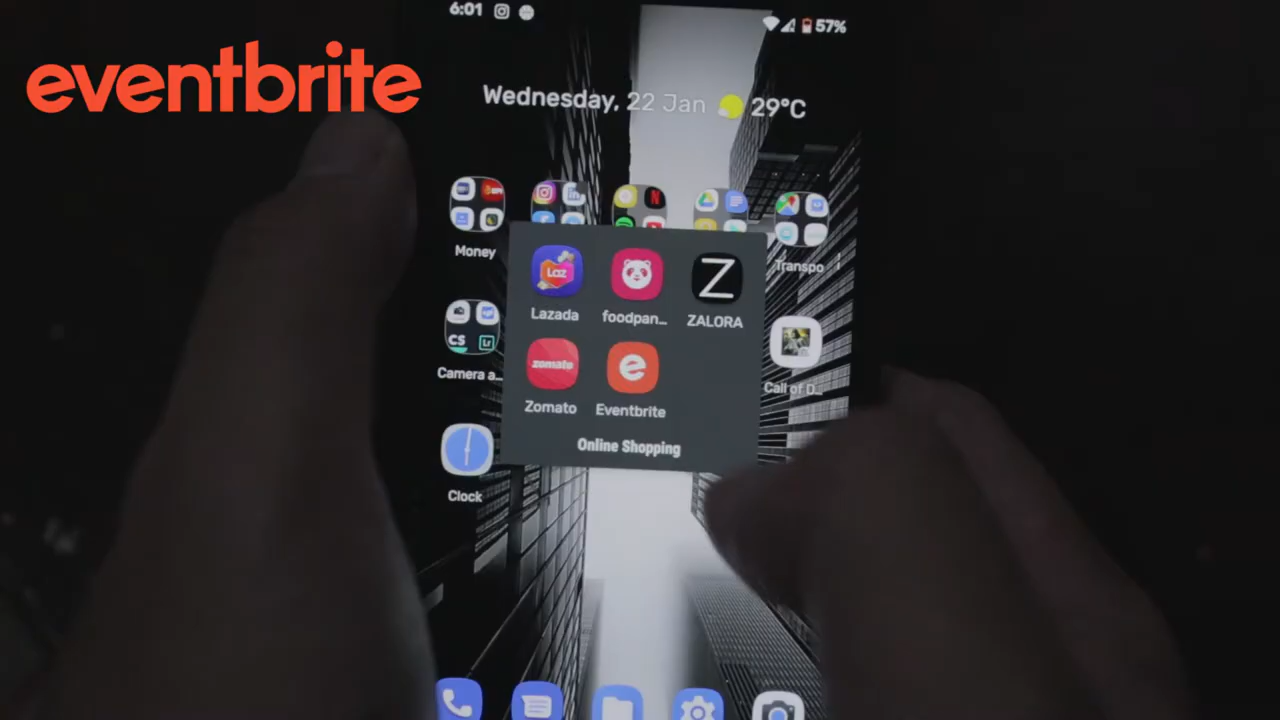 eventbrite
6:01
57%
Wednesday, 22 Jan 29°C
Money
Transpo
Laz
Z
Lazada
foodpan...
ZALORA
zomato
e
Zomato
Eventbrite
Online Shopping
Camera a...
CS
Lr
Call of D...
Clock